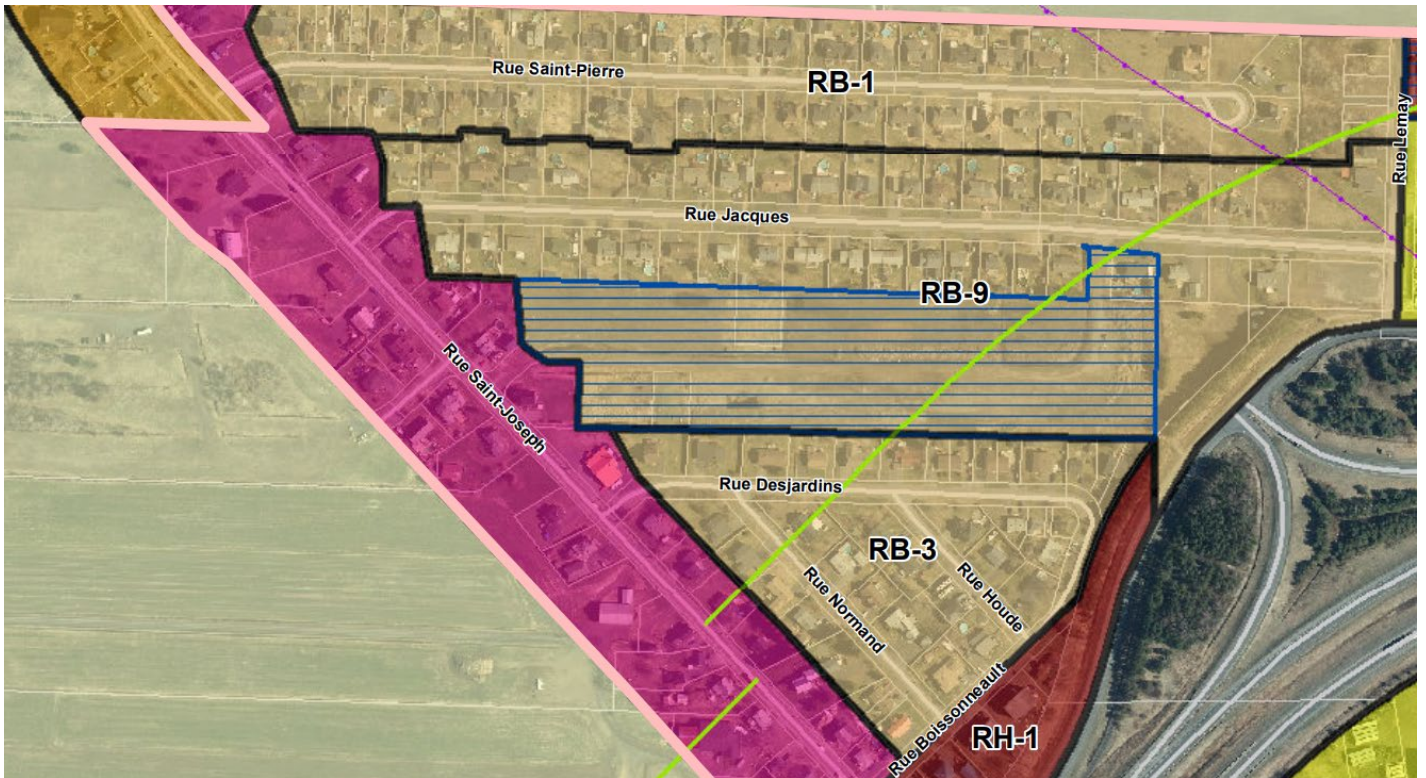 Rue Saint-Pierre
RB-1
Rue Lemay
Rue Jacques
RB-9
Rue Saint-Joseph
Rue Desjardins
RB-3
Rue Houde
Rue Normand
Rue Boissonneault
RH-1